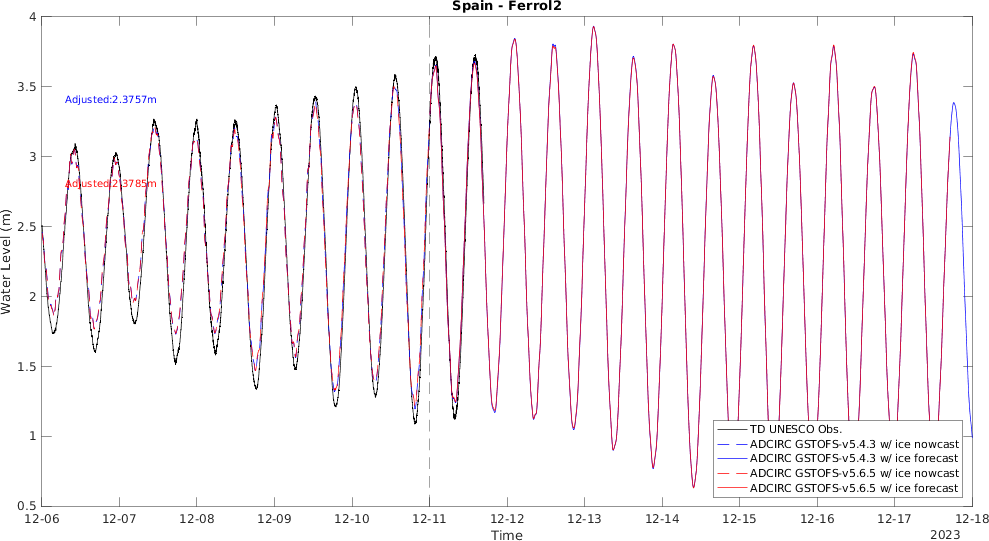 Spain - Ferrol2
4
3.5
3
2.5
2
1.5
1
0.5
Water Level (m)
Adjusted:2.3757m
Adjusted:2.3785m
TD UNESCO Obs.
ADCIRC GSTOFS-v5.4.3 w/ ice nowcast
ADCIRC GSTOFS-v5.4.3 w/ ice forecast
ADCIRC GSTOFS-v5.6.5 w/ ice nowcast
ADCIRC GSTOFS-v5.6.5 w/ ice forecast
12-06 12-07 12-08 12-09 12-10 12-11 12-12 12-13 12-14 12-15 12-16 12-17 12-18
Time
2023